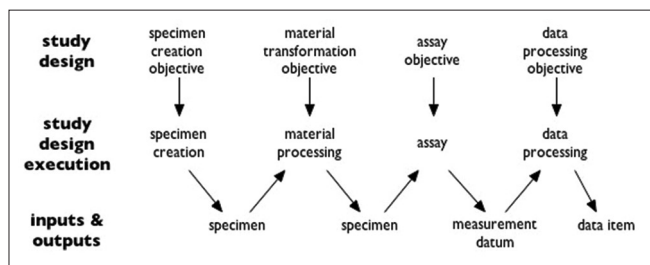 study
design
specimen
creation
objective
material
transformation
objective
assay
objective
data
processing
objective
study
design
execution
specimen
creation
material
processing
assay
data
processing
inputs &
outputs
specimen
specimen
measurement
datum
data item